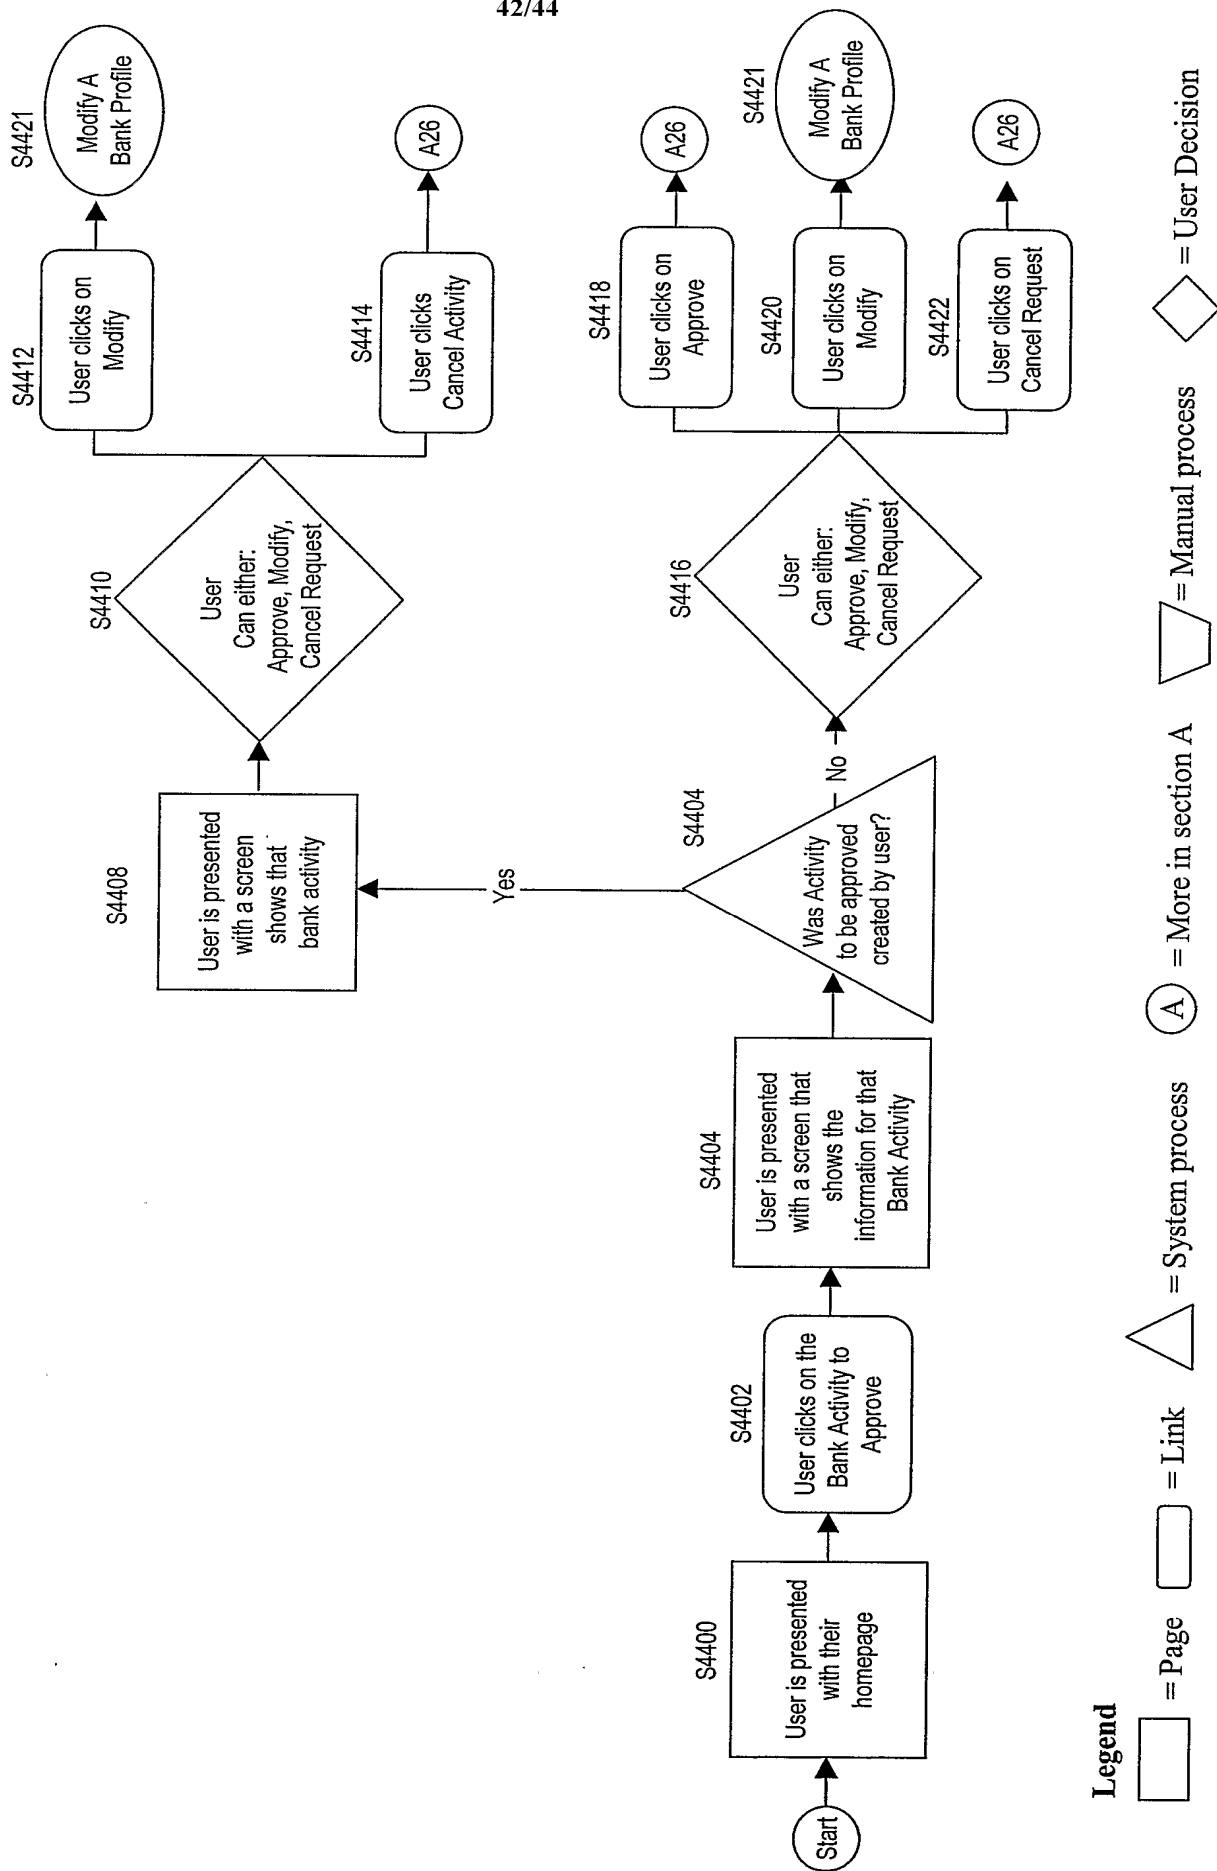 42/44
Start
S4400
User is presented
with their
homepage
S4402
User clicks on the
Bank Activity to
Approve
S4404
User is presented
with a screen that
shows the
information for that
Bank Activity
S4404
Was Activity
to be approved
created by user?
Yes
No
S4408
User is presented
with a screen
shows that
bank activity
S4410
User
Can either:
Approve, Modify,
Cancel Request
S4412
User clicks on
Modify
S4421
Modify A
Bank Profile
S4414
User clicks
Cancel Activity
A26
S4416
User
Can either:
Approve, Modify,
Cancel Request
S4418
User clicks on
Approve
A26
S4420
User clicks on
Modify
S4421
Modify A
Bank Profile
S4422
User clicks on
Cancel Request
A26
Legend
= Page
= Link
= System process
A = More in section A
= Manual process
= User Decision